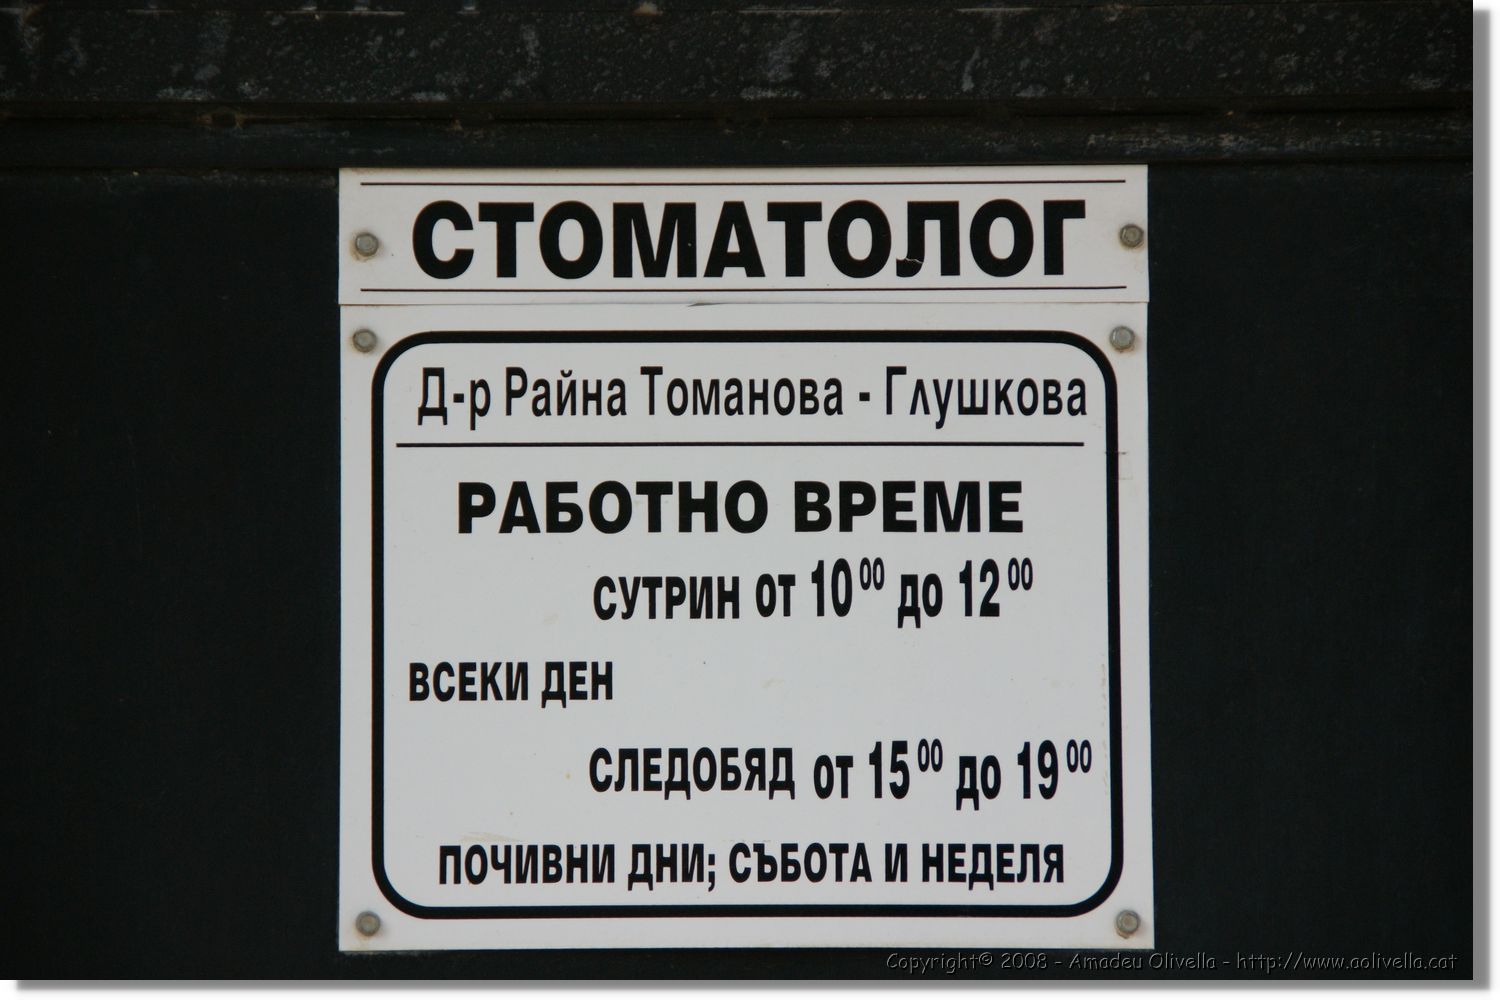 СТОМАТОЛОГ
Д-р Райна Томанова - Глушкова
РАБОТНО ВРЕМЕ
СУТРИН ОТ 10⁰⁰ ДО 12⁰⁰
ВСЕКИ ДЕН
СЛЕДОБЯД ОТ 15⁰⁰ ДО 19⁰⁰
ПОЧИВНИ ДНИ; СЪБОТА И НЕДЕЛЯ
Copyright© 2008 - Amadeu Olivella - http://www.aolivella.cat